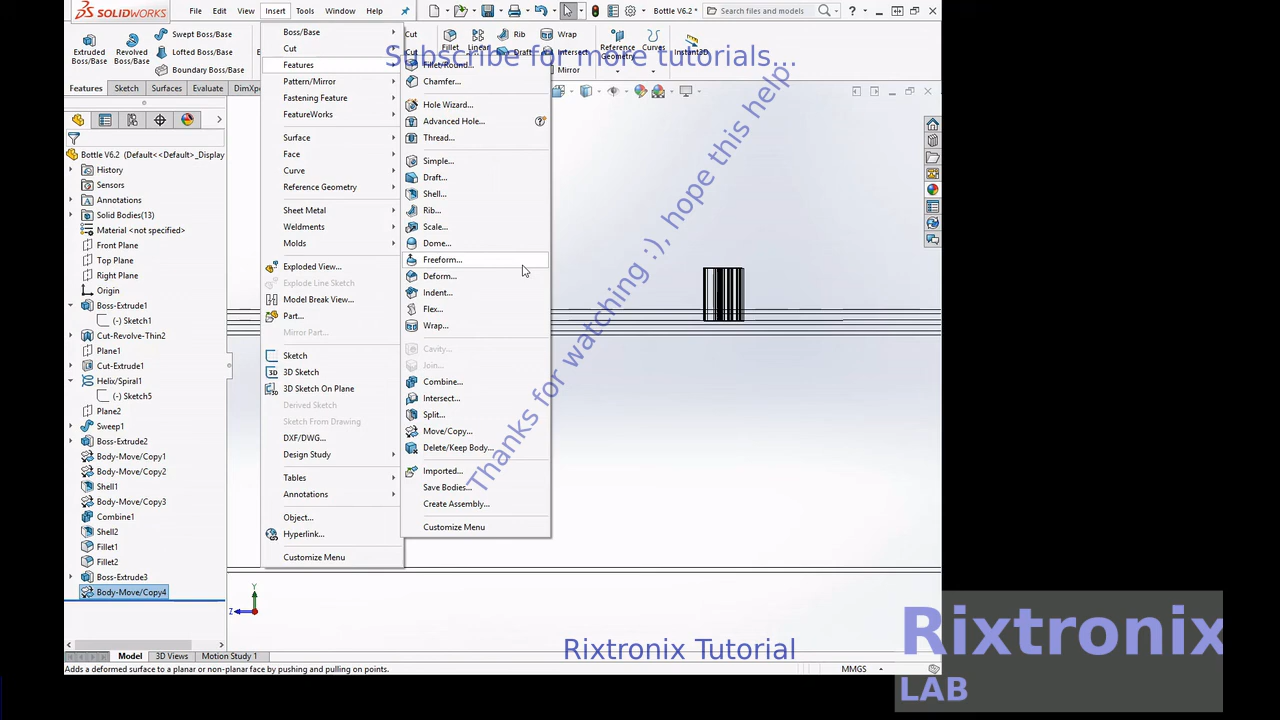 SOLIDWORKS
File Edit View Insert Tools Window Help
Bottle V6.2 *
Search files and models
Extruded Boss/Base
Revolved Boss/Base
Swept Boss/Base
Lofted Boss/Base
Boundary Boss/Base
Fillet
Linear
Rib
Wrap
Draft
Intersect
Mirror
Reference Geometry
Curves
Instant3D
Cut
Cut
Subscribe for more tutorials...
Features Sketch Surfaces Evaluate DimXp
Bottle V6.2 (Default<<Default>_Display
History
Sensors
Annotations
Solid Bodies(13)
Material <not specified>
Front Plane
Top Plane
Right Plane
Origin
Boss-Extrude1
(-) Sketch1
Cut-Revolve-Thin2
Plane1
Cut-Extrude1
Helix/Spiral1
(-) Sketch5
Plane2
Sweep1
Boss-Extrude2
Body-Move/Copy1
Body-Move/Copy2
Shell1
Body-Move/Copy3
Combine1
Shell2
Fillet1
Fillet2
Boss-Extrude3
Body-Move/Copy4
Boss/Base
Cut
Features
Pattern/Mirror
Fastening Feature
FeatureWorks
Surface
Face
Curve
Reference Geometry
Sheet Metal
Weldments
Molds
Exploded View...
Explode Line Sketch
Model Break View...
Part...
Mirror Part...
Sketch
3D Sketch
3D Sketch On Plane
Derived Sketch
Sketch From Drawing
DXF/DWG...
Design Study
Tables
Annotations
Object...
Hyperlink...
Customize Menu
Fillet/Round...
Chamfer...
Hole Wizard...
Advanced Hole...
Thread...
Simple...
Draft...
Shell...
Rib...
Scale...
Dome...
Freeform...
Deform...
Indent...
Flex...
Wrap...
Cavity...
Join...
Combine...
Intersect...
Split...
Move/Copy...
Delete/Keep Body...
Imported...
Save Bodies...
Create Assembly...
Customize Menu
Thanks for watching :), hope this help
Y
Z
Model 3D Views Motion Study 1
Adds a deformed surface to a planar or non-planar face by pushing and pulling on points.
MMGS
Rixtronix Tutorial
Rixtronix
LAB